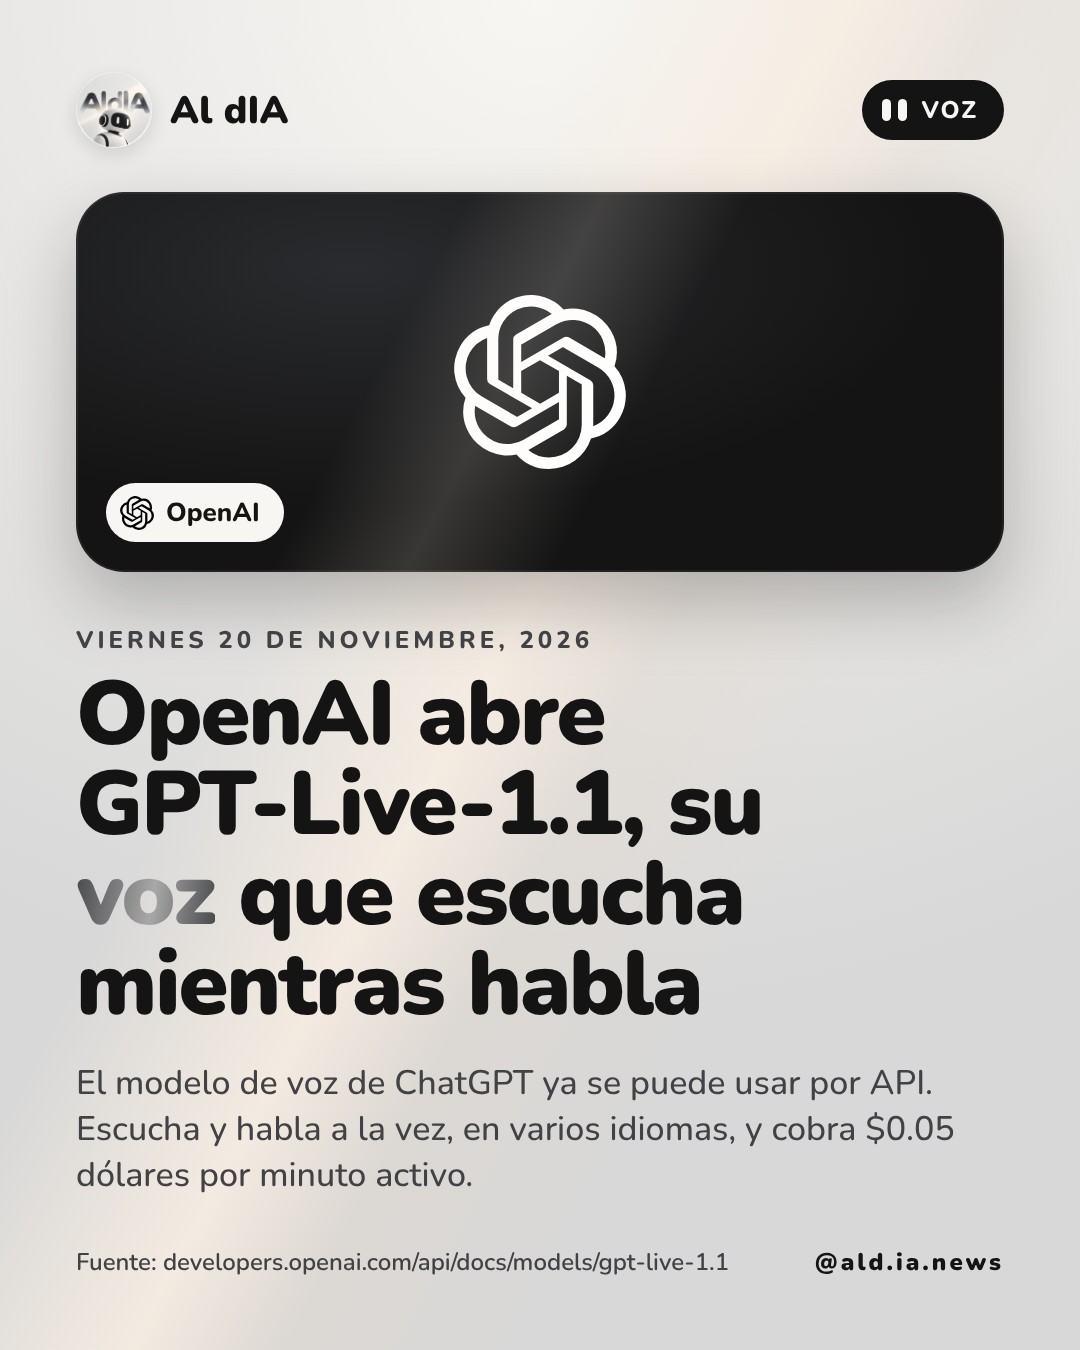 AIdIA
AI dIA
VOZ
OpenAI
VIERNES 20 DE NOVIEMBRE, 2026
OpenAI abre
GPT-Live-1.1, su
voz que escucha
mientras habla
El modelo de voz de ChatGPT ya se puede usar por API.
Escucha y habla a la vez, en varios idiomas, y cobra $0.05
dólares por minuto activo.
Fuente: developers.openai.com/api/docs/models/gpt-live-1.1
@ald.ia.news